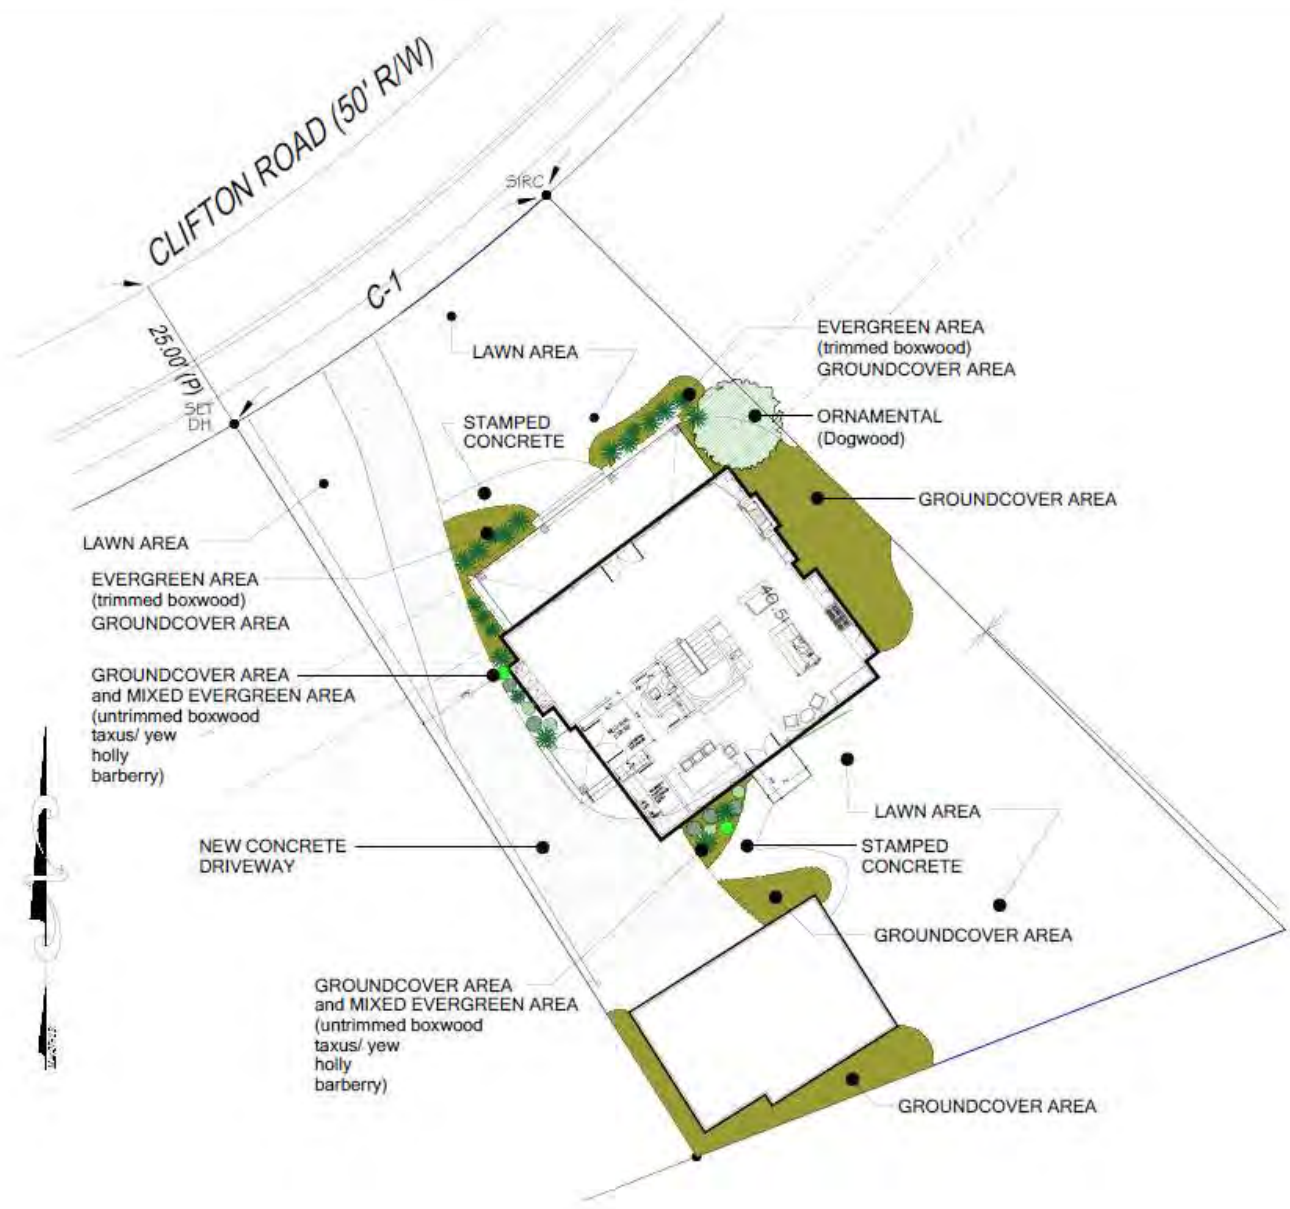 CLIFTON ROAD (50' R/W)
SIRC
C-1
25.00' (P)
SET
DH
LAWN AREA
EVERGREEN AREA
(trimmed boxwood)
GROUNDCOVER AREA
STAMPED
CONCRETE
ORNAMENTAL
(Dogwood)
GROUNDCOVER AREA
LAWN AREA
EVERGREEN AREA
(trimmed boxwood)
GROUNDCOVER AREA
40.5'
GROUNDCOVER AREA
and MIXED EVERGREEN AREA
(untrimmed boxwood
taxus/ yew
holly
barberry)
LAWN AREA
NEW CONCRETE
DRIVEWAY
STAMPED
CONCRETE
GROUNDCOVER AREA
GROUNDCOVER AREA
and MIXED EVERGREEN AREA
(untrimmed boxwood
taxus/ yew
holly
barberry)
GROUNDCOVER AREA